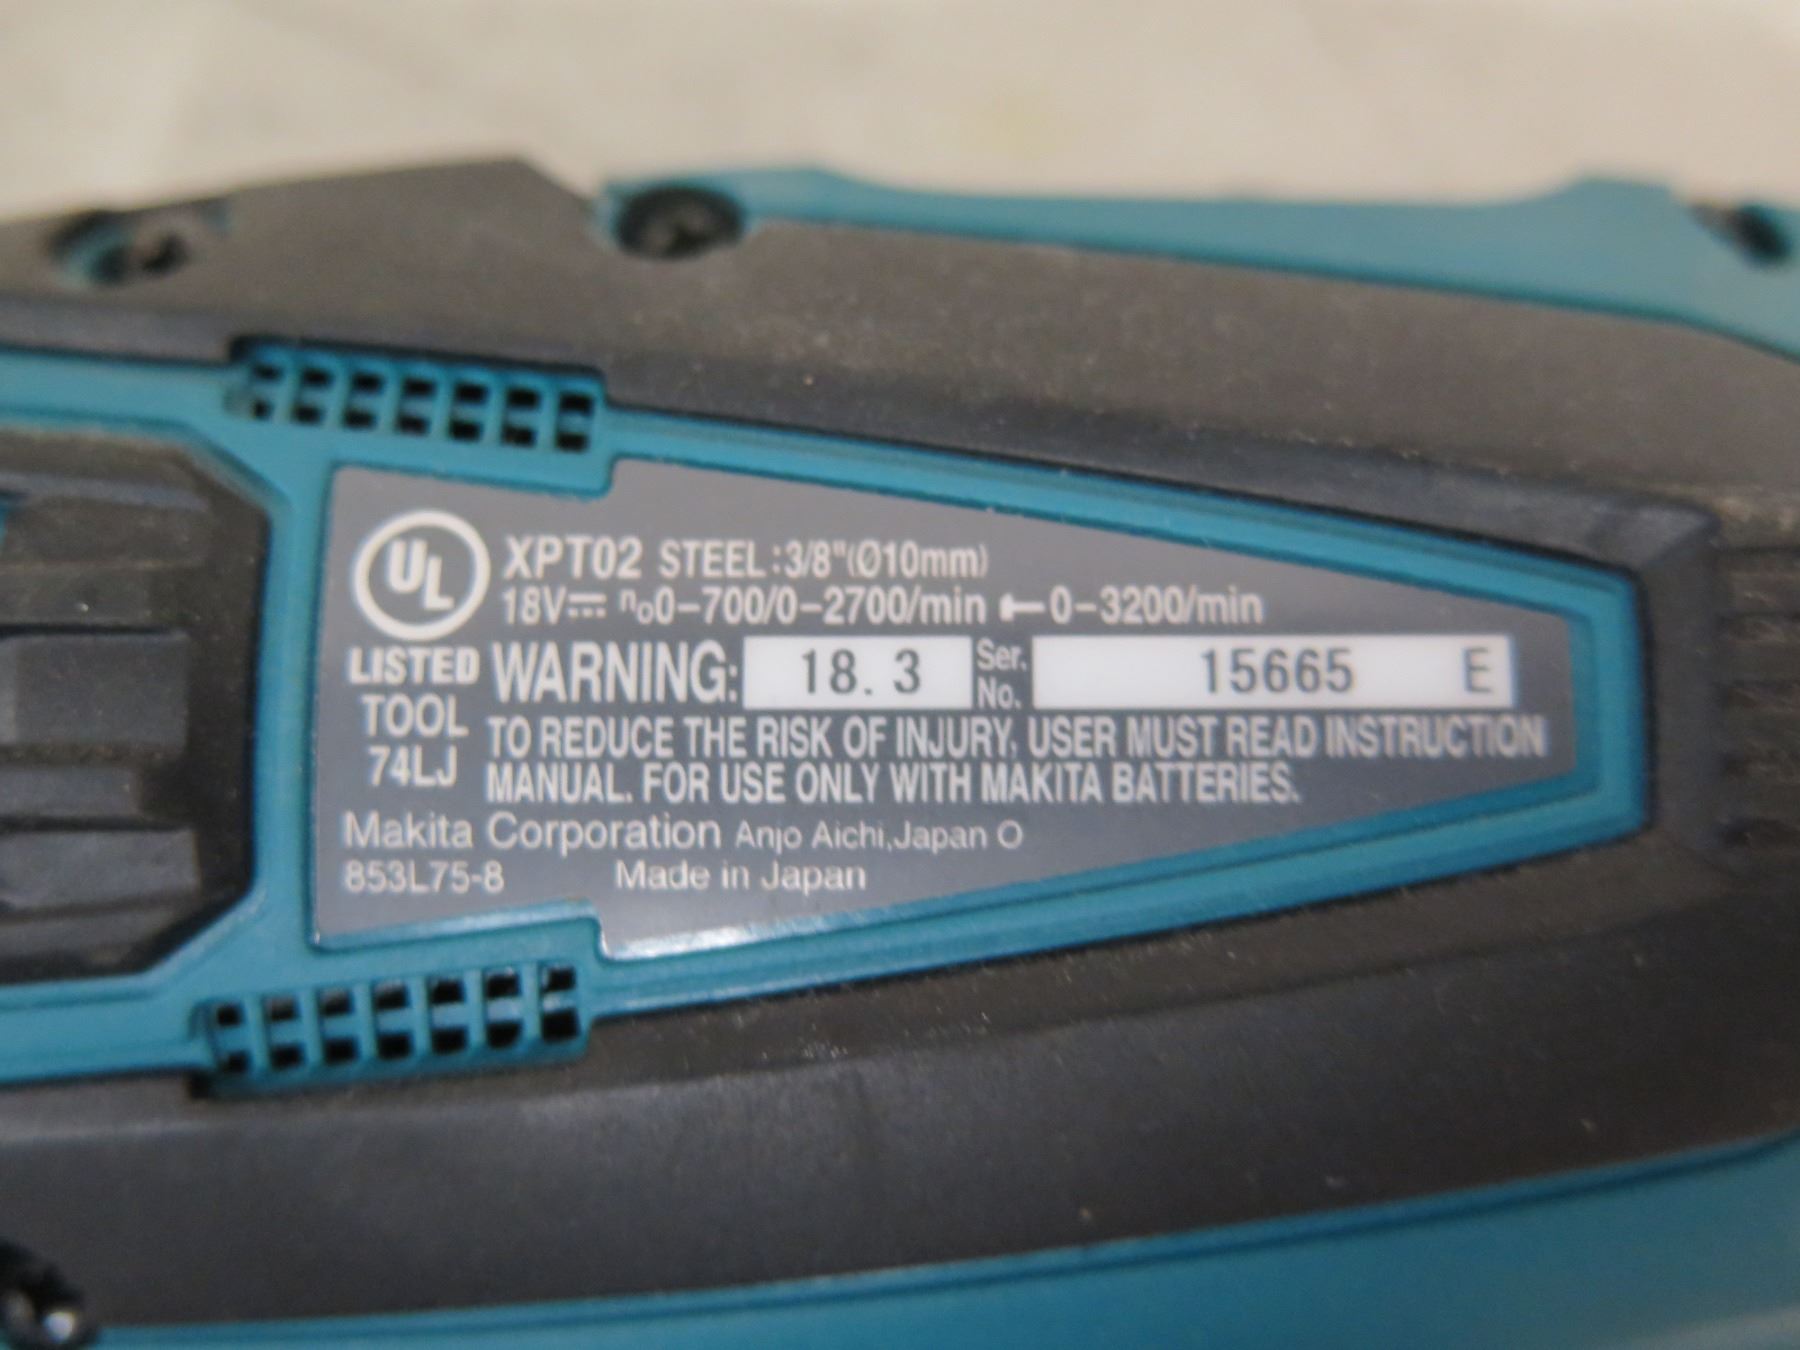 UL
LISTED
TOOL
74LJ
XPT02 STEEL:3/8"(Ø10mm)
18V⎓ n₀0-700/0-2700/min 0-3200/min
WARNING: 18. 3 Ser. No. 15665 E
TO REDUCE THE RISK OF INJURY, USER MUST READ INSTRUCTION
MANUAL. FOR USE ONLY WITH MAKITA BATTERIES.
Makita Corporation Anjo Aichi,Japan O
853L75-8 Made in Japan